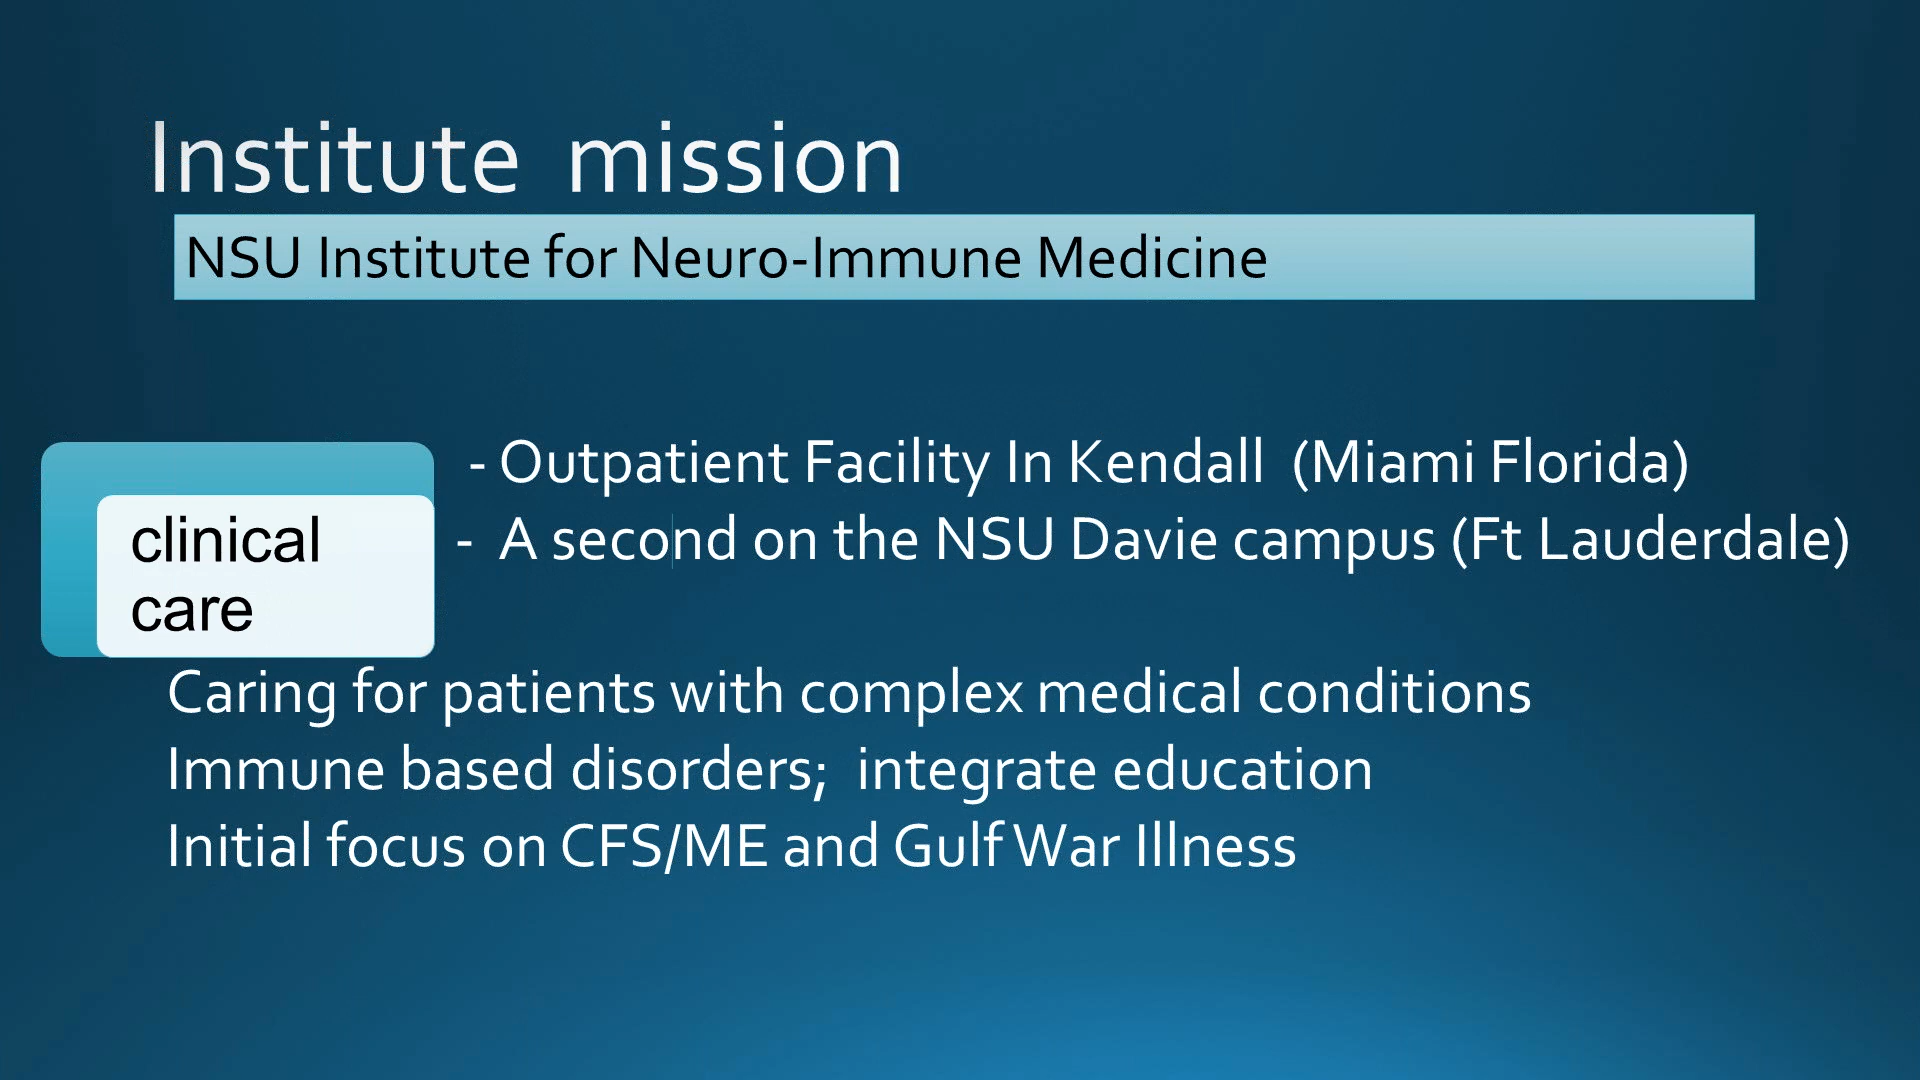 Institute mission
NSU Institute for Neuro-Immune Medicine
- Outpatient Facility In Kendall (Miami Florida)
- A second on the NSU Davie campus (Ft Lauderdale)
clinical
care
Caring for patients with complex medical conditions
Immune based disorders; integrate education
Initial focus on CFS/ME and Gulf War Illness